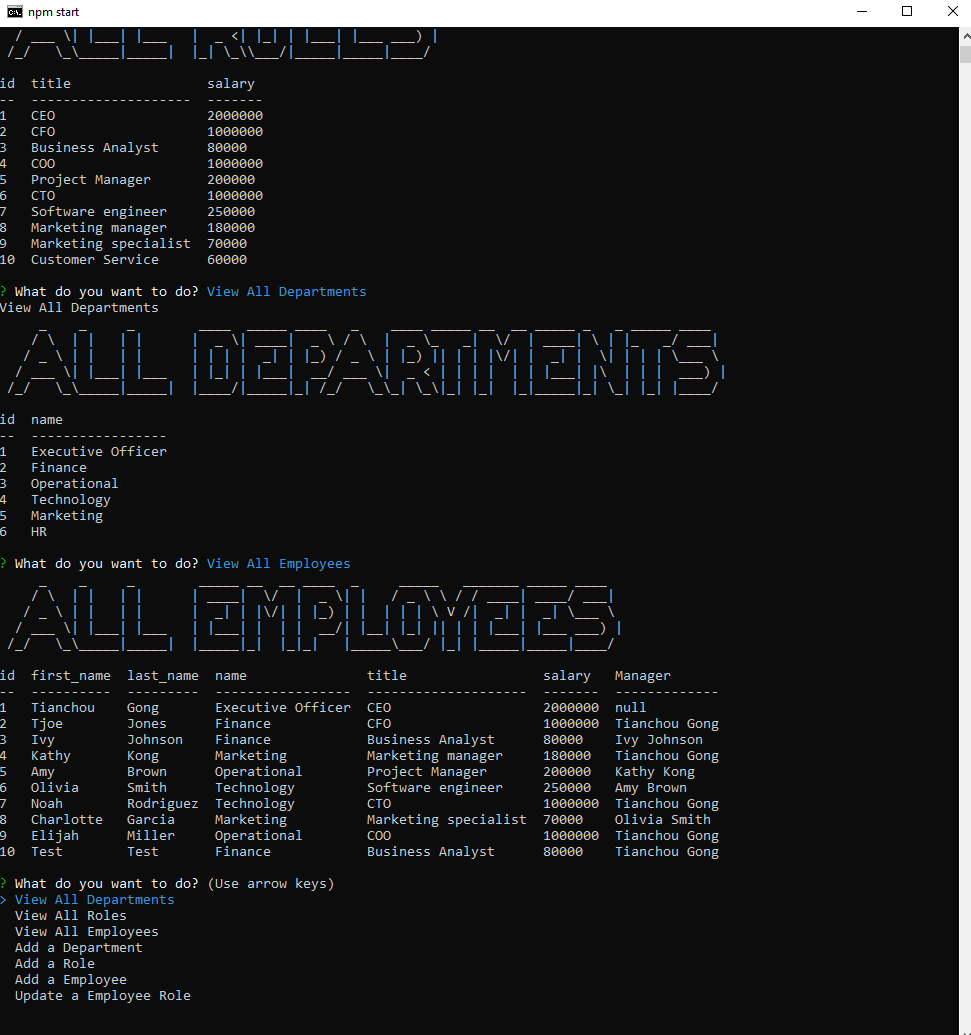 npm start
id title salary
-- -------------------- -------
1 CEO 2000000
2 CFO 1000000
3 Business Analyst 80000
4 COO 1000000
5 Project Manager 200000
6 CTO 1000000
7 Software engineer 250000
8 Marketing manager 180000
9 Marketing specialist 70000
10 Customer Service 60000
? What do you want to do? View All Departments
View All Departments
ALL DEPARTMENTS
id name
-- -----------------
1 Executive Officer
2 Finance
3 Operational
4 Technology
5 Marketing
6 HR
? What do you want to do? View All Employees
ALL EMPLOYEES
id first_name last_name name title salary Manager
-- ---------- --------- ----------------- -------------------- ------- -------------
1 Tianchou Gong Executive Officer CEO 2000000 null
2 Tjoe Jones Finance CFO 1000000 Tianchou Gong
3 Ivy Johnson Finance Business Analyst 80000 Ivy Johnson
4 Kathy Kong Marketing Marketing manager 180000 Tianchou Gong
5 Amy Brown Operational Project Manager 200000 Kathy Kong
6 Olivia Smith Technology Software engineer 250000 Amy Brown
7 Noah Rodriguez Technology CTO 1000000 Tianchou Gong
8 Charlotte Garcia Marketing Marketing specialist 70000 Olivia Smith
9 Elijah Miller Operational COO 1000000 Tianchou Gong
10 Test Test Finance Business Analyst 80000 Tianchou Gong
? What do you want to do? (Use arrow keys)
> View All Departments
View All Roles
View All Employees
Add a Department
Add a Role
Add a Employee
Update a Employee Role